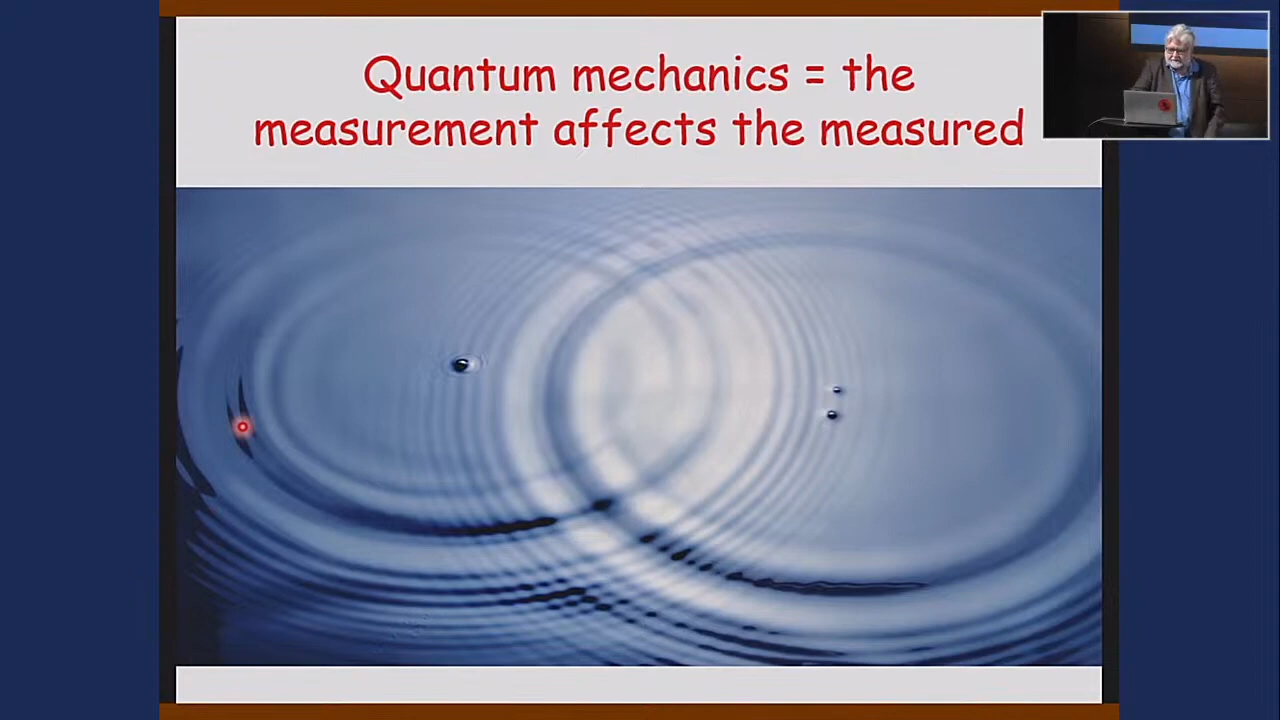 Quantum mechanics = the
measurement affects the measured